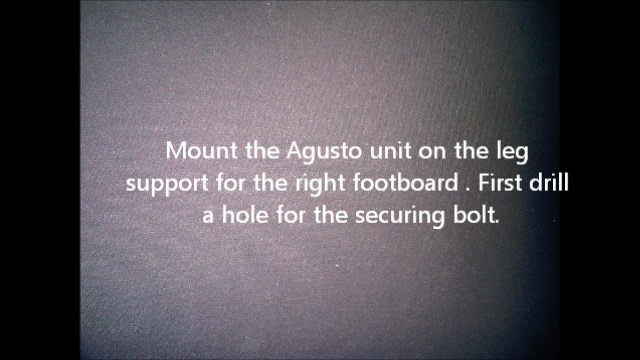 Mount the Agusto unit on the leg
support for the right footboard . First drill
a hole for the securing bolt.